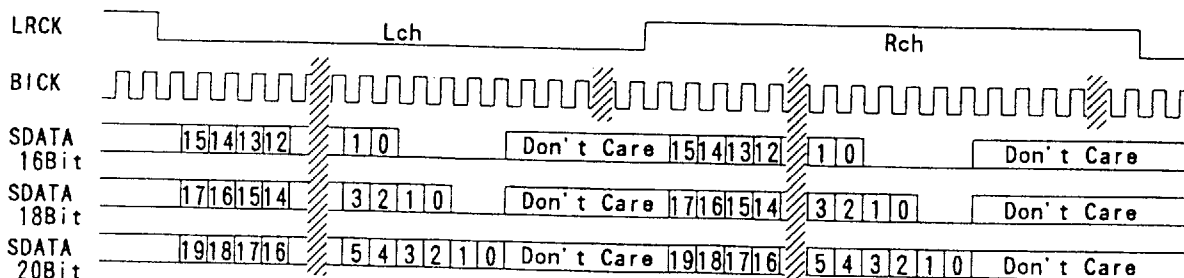 LRCK Lch Rch
BICK
SDATA 16Bit 15 14 13 12 1 0 Don't Care 15 14 13 12 1 0 Don't Care
SDATA 18Bit 17 16 15 14 3 2 1 0 Don't Care 17 16 15 14 3 2 1 0 Don't Care
SDATA 20Bit 19 18 17 16 5 4 3 2 1 0 Don't Care 19 18 17 16 5 4 3 2 1 0 Don't Care